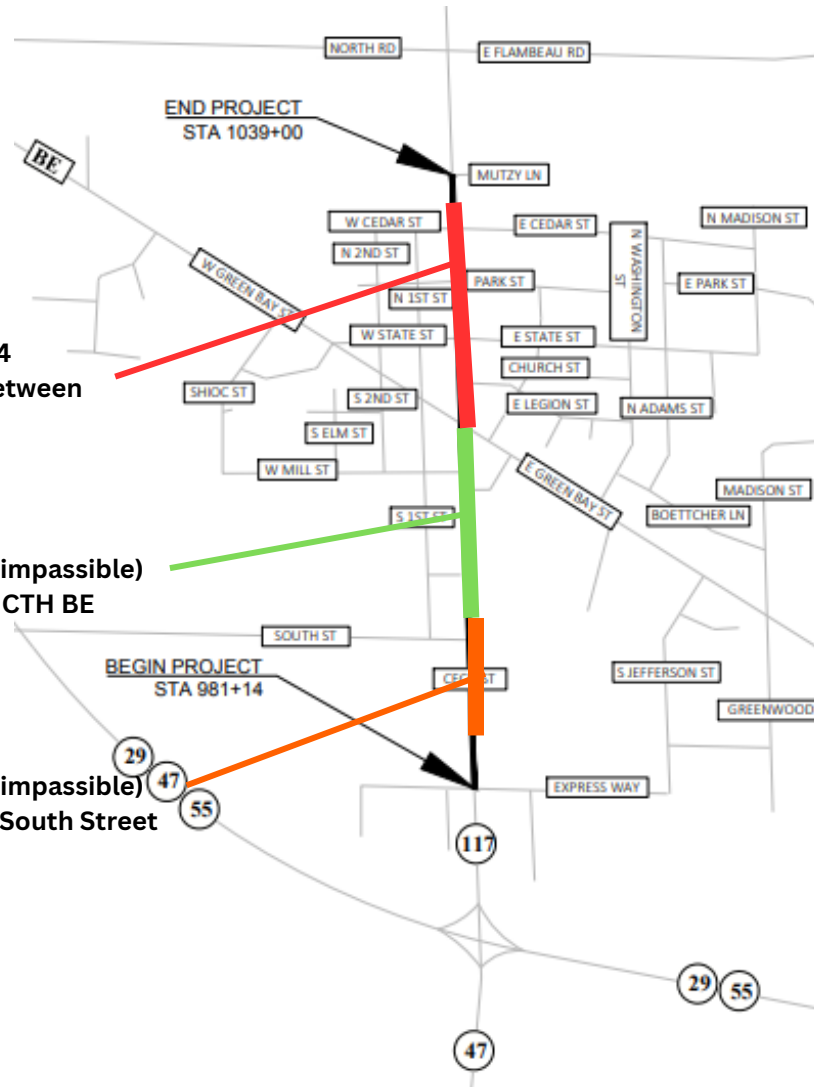 NORTH RD
E FLAMBEAU RD
END PROJECT
STA 1039+00
BE
MUTZY LN
W CEDAR ST
E CEDAR ST
N MADISON ST
N 2ND ST
N WASHINGTON
ST
W GREEN BAY ST
PARK ST
E PARK ST
N 1ST ST
W STATE ST
E STATE ST
4
etween
CHURCH ST
SHIOC ST
S 2ND ST
E LEGION ST
N ADAMS ST
S ELM ST
W MILL ST
E GREEN BAY ST
MADISON ST
S 1ST ST
BOETTCHER LN
impassible)
CTH BE
SOUTH ST
BEGIN PROJECT
STA 981+14
S JEFFERSON ST
GREENWOOD
29
47
55
impassible)
South Street
EXPRESS WAY
117
29
55
47